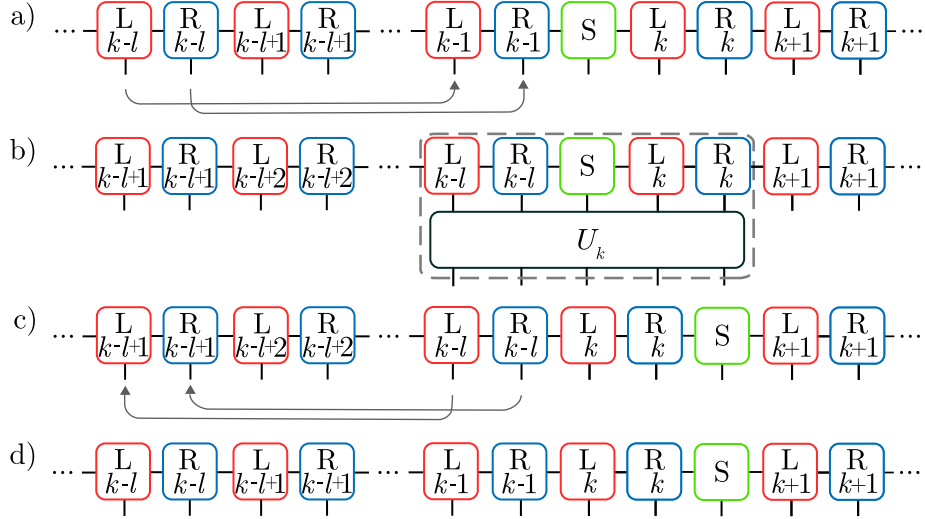 a) ... L R L R L R S L R L R ...
k-l k-l k-l+1 k-l+1 k-1 k-1 k k k+1 k+1
b) ... L R L R ... L R S L R L R ...
k-l+1 k-l+1 k-l+2 k-l+2 k-l k-l k k k+1 k+1
U_k
c) ... L R L R ... L R L R S L R ...
k-l+1 k-l+1 k-l+2 k-l+2 k-l k-l k k k+1 k+1
d) ... L R L R ... L R L R S L R ...
k-l k-l k-l+1 k-l+1 k-1 k-1 k k k+1 k+1